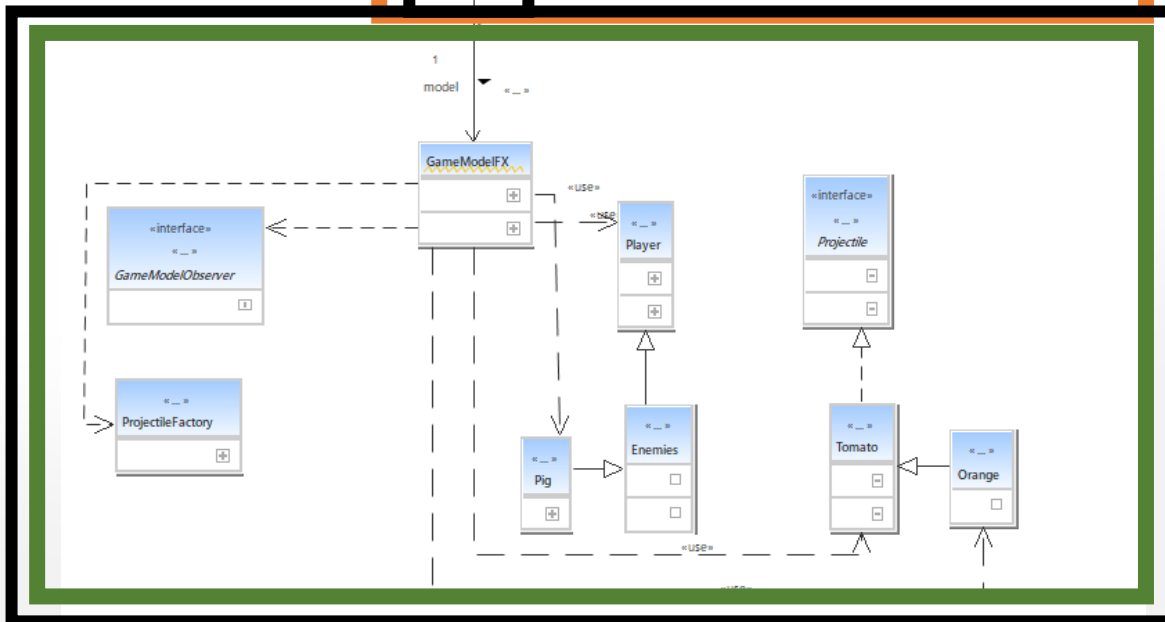 1
model
« _ »
GameModelFX
«use»
«use
«interface»
« _ »
GameModelObserver
« _ »
Player
«interface»
« _ »
Projectile
« _ »
ProjectileFactory
« _ »
Pig
« _ »
Enemies
« _ »
Tomato
« _ »
Orange
«use»